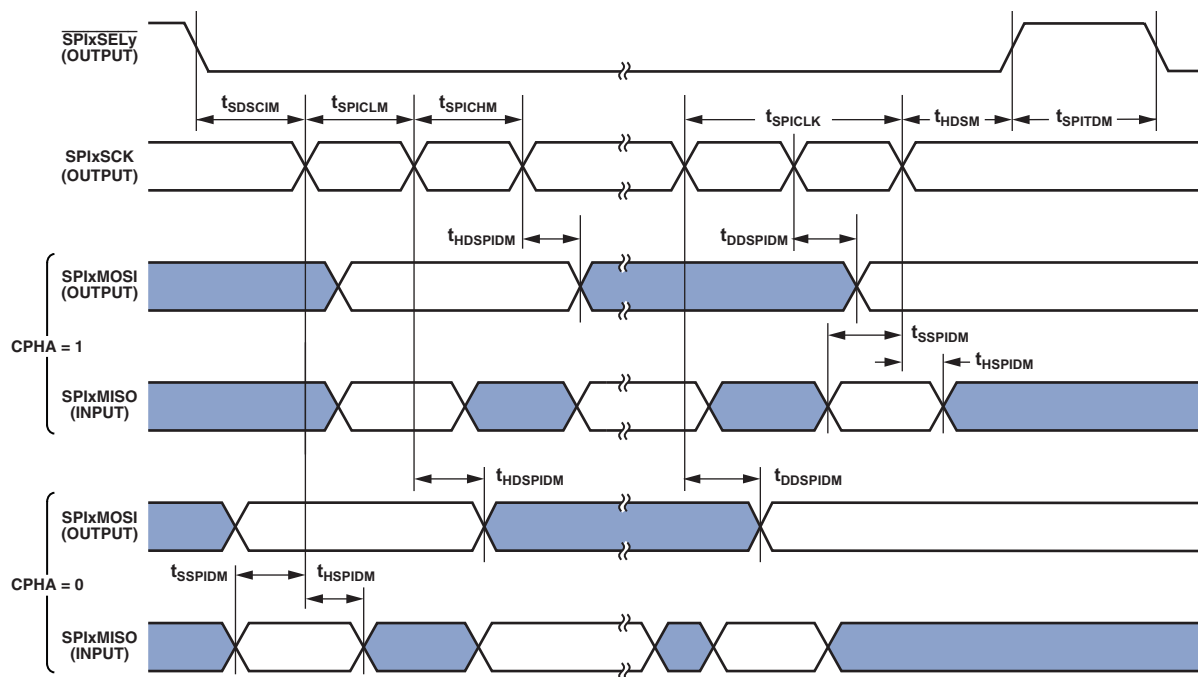 SPIxSELy
(OUTPUT)
tSDSCIM tSPICLM tSPICHM tSPICLK tHDSM tSPITDM
SPIxSCK
(OUTPUT)
tHDSPIDM tDDSPIDM
SPIxMOSI
(OUTPUT)
tSSPIDM
CPHA = 1
tHSPIDM
SPIxMISO
(INPUT)
tHDSPIDM tDDSPIDM
SPIxMOSI
(OUTPUT)
tSSPIDM tHSPIDM
CPHA = 0
SPIxMISO
(INPUT)